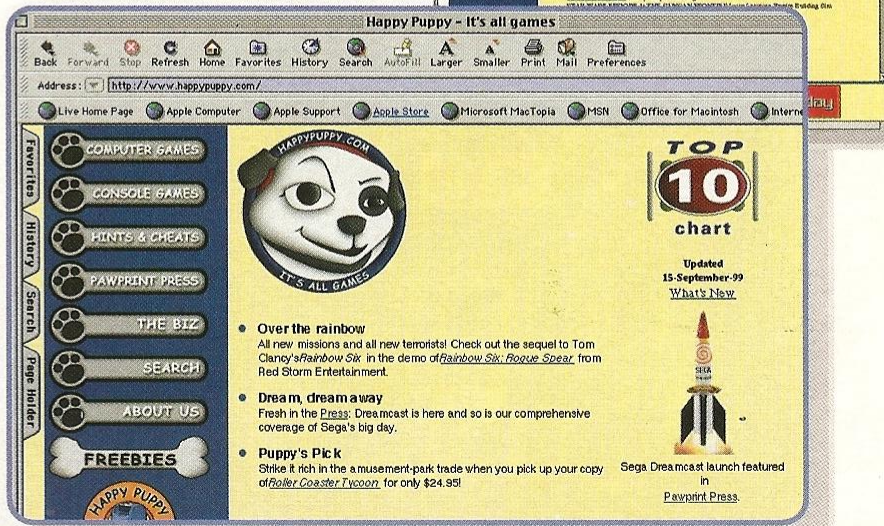 Happy Puppy - It's all games
Back Forward Stop Refresh Home Favorites History Search AutoFill Larger Smaller Print Mail Preferences
Address: http://www.happypuppy.com/
Live Home Page Apple Computer Apple Support Apple Store Microsoft MacTopia MSN Office for Macintosh Interne
day
Favorites
History
Search
Page Holder
COMPUTER GAMES
CONSOLE GAMES
HINTS & CHEATS
PAWPRINT PRESS
THE BIZ
SEARCH
ABOUT US
FREEBIES
HAPPY PUPPY
HAPPYPUPPY.COM
IT'S ALL GAMES
Over the rainbow
All new missions and all new terrorists! Check out the sequel to Tom
Clancy'sRainbow Six in the demo ofRainbow Six: Rogue Spear from
Red Storm Entertainment.
Dream, dream away
Fresh in the Press: Dreamcast is here and so is our comprehensive
coverage of Sega's big day.
Puppy's Pick
Strike it rich in the amusement-park trade when you pick up your copy
ofRoller Coaster Tycoon for only $24.95!
TOP
10
chart
Updated
15-September-99
What's New
SEGA
Sega Dreamcast launch featured
in
Pawprint Press.